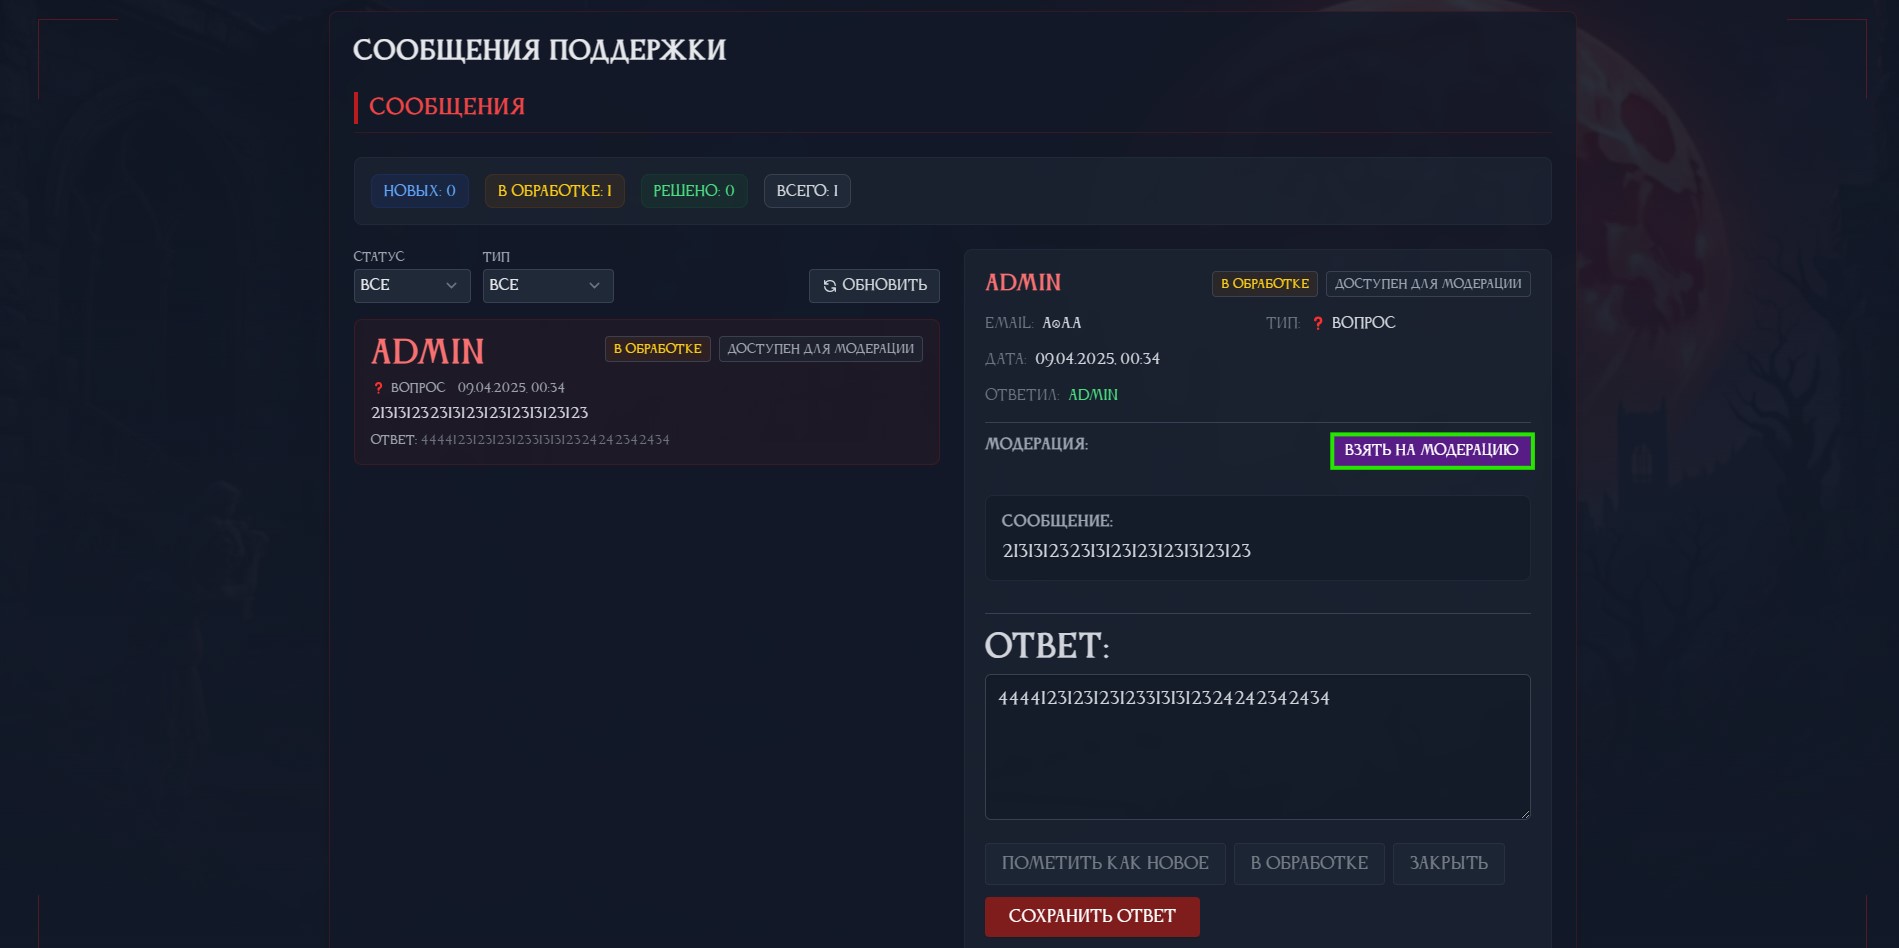 СООБЩЕНИЯ ПОДДЕРЖКИ
СООБЩЕНИЯ
НОВЫХ: 0
В ОБРАБОТКЕ: 1
РЕШЕНО: 0
ВСЕГО: 1
СТАТУС
ТИП
ВСЕ
ВСЕ
ОБНОВИТЬ
ADMIN
В ОБРАБОТКЕ
ДОСТУПЕН ДЛЯ МОДЕРАЦИИ
❓ ВОПРОС 09.04.2025, 00:34
21313123231312312312313123123
ОТВЕТ: 44441231231231233131312324242342434
ADMIN
В ОБРАБОТКЕ
ДОСТУПЕН ДЛЯ МОДЕРАЦИИ
EMAIL: A@AA
ТИП: ❓ ВОПРОС
ДАТА: 09.04.2025, 00:34
ОТВЕТИЛ: ADMIN
МОДЕРАЦИЯ:
ВЗЯТЬ НА МОДЕРАЦИЮ
СООБЩЕНИЕ:
21313123231312312312313123123
ОТВЕТ:
44441231231231233131312324242342434
ПОМЕТИТЬ КАК НОВОЕ
В ОБРАБОТКЕ
ЗАКРЫТЬ
СОХРАНИТЬ ОТВЕТ